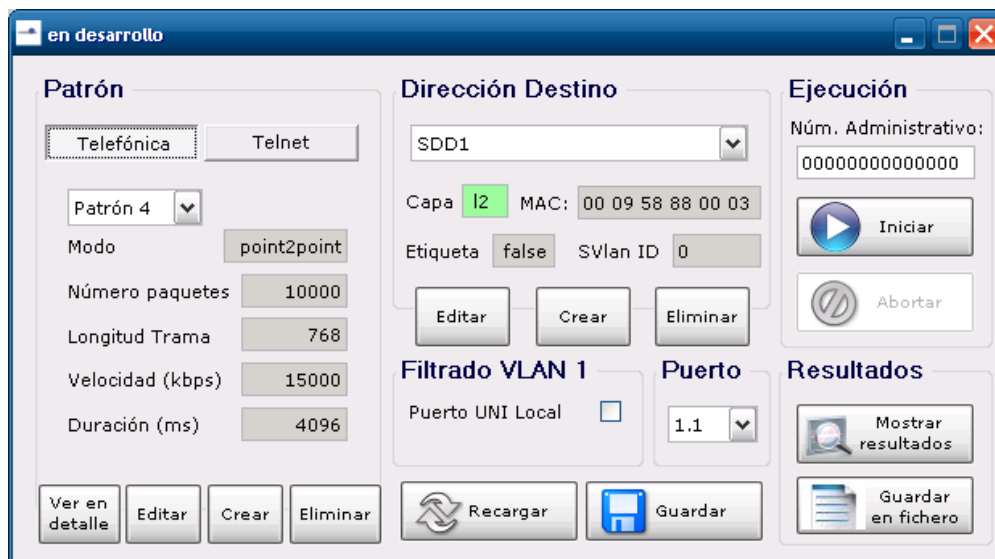 en desarrollo
Patrón
Telefónica
Telnet
Patrón 4
Modo
point2point
Número paquetes
10000
Longitud Trama
768
Velocidad (kbps)
15000
Duración (ms)
4096
Ver en
detalle
Editar
Crear
Eliminar
Dirección Destino
SDD1
Capa
l2
MAC:
00 09 58 88 00 03
Etiqueta
false
SVlan ID
0
Editar
Crear
Eliminar
Filtrado VLAN 1
Puerto UNI Local
Puerto
1.1
Recargar
Guardar
Ejecución
Núm. Administrativo:
00000000000000
Iniciar
Abortar
Resultados
Mostrar
resultados
Guardar
en fichero